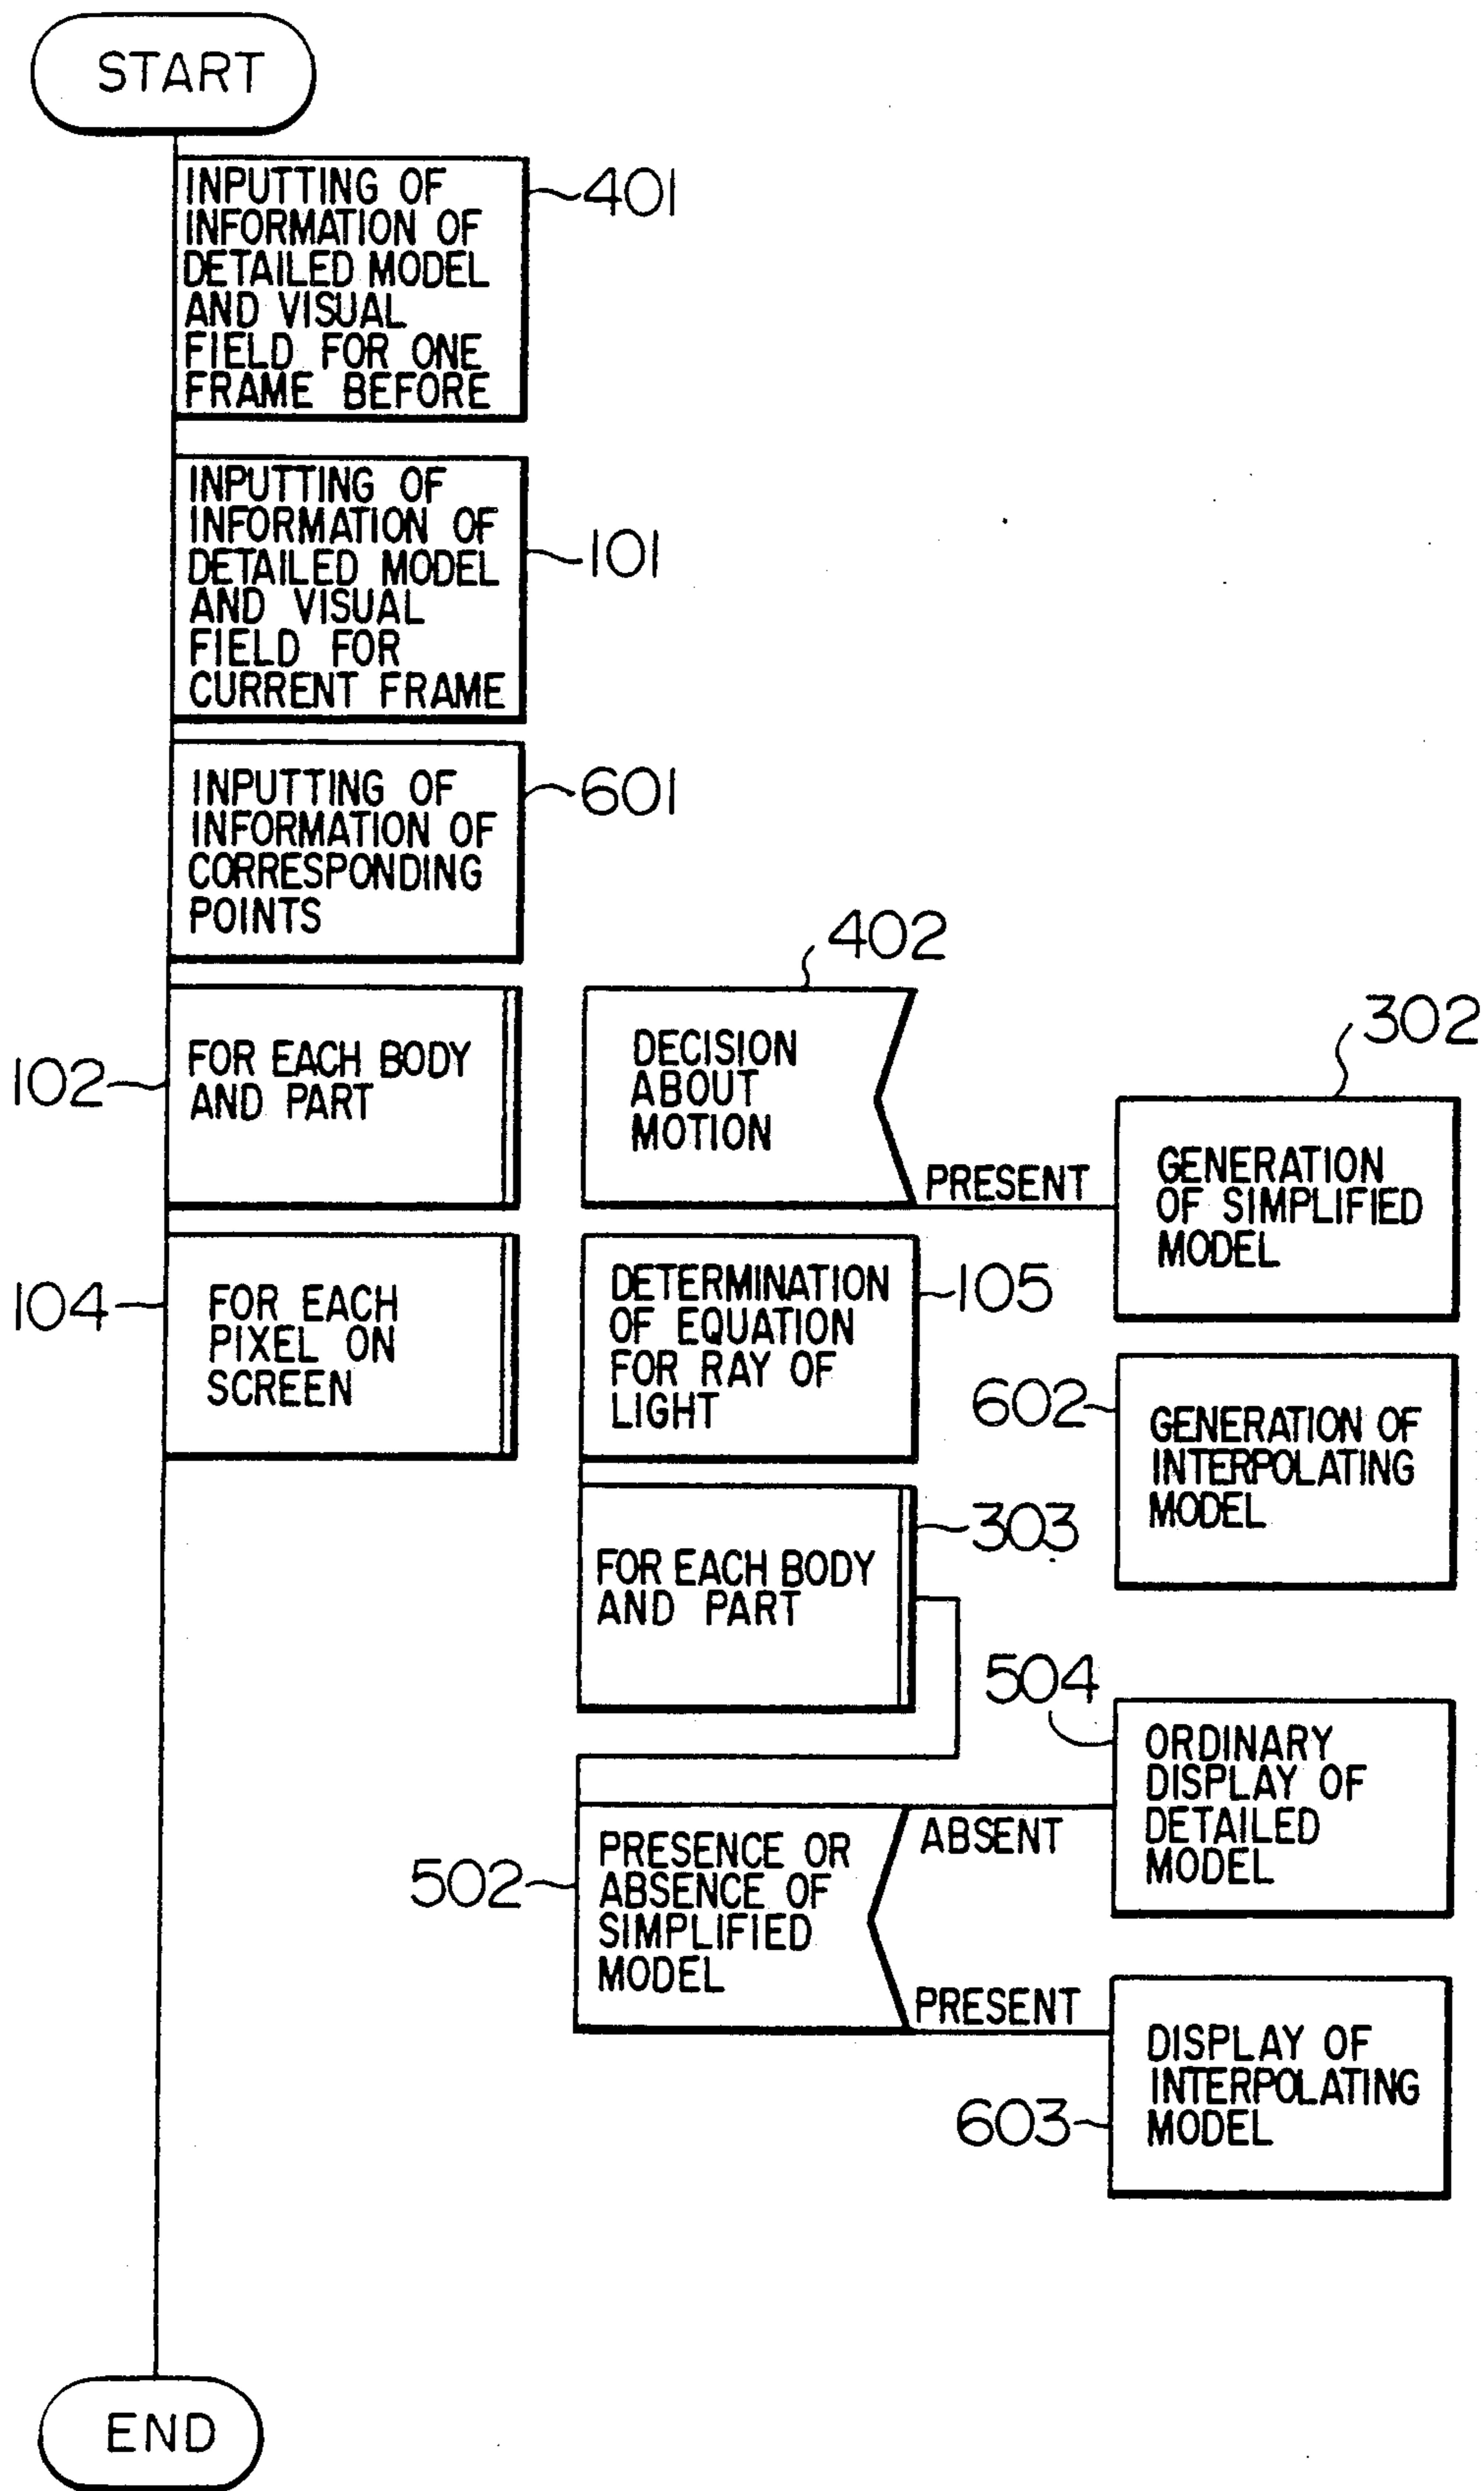 START
INPUTTING OF
INFORMATION OF
DETAILED MODEL
AND VISUAL
FIELD FOR ONE
FRAME BEFORE
401
INPUTTING OF
INFORMATION OF
DETAILED MODEL
AND VISUAL
FIELD FOR
CURRENT FRAME
101
INPUTTING OF
INFORMATION OF
CORRESPONDING
POINTS
601
102
FOR EACH BODY
AND PART
402
DECISION
ABOUT
MOTION
PRESENT
302
GENERATION
OF SIMPLIFIED
MODEL
104
FOR EACH
PIXEL ON
SCREEN
DETERMINATION
OF EQUATION
FOR RAY OF
LIGHT
105
602
GENERATION OF
INTERPOLATING
MODEL
FOR EACH BODY
AND PART
303
504
ORDINARY
DISPLAY OF
DETAILED
MODEL
502
PRESENCE OR
ABSENCE OF
SIMPLIFIED
MODEL
ABSENT
PRESENT
603
DISPLAY OF
INTERPOLATING
MODEL
END